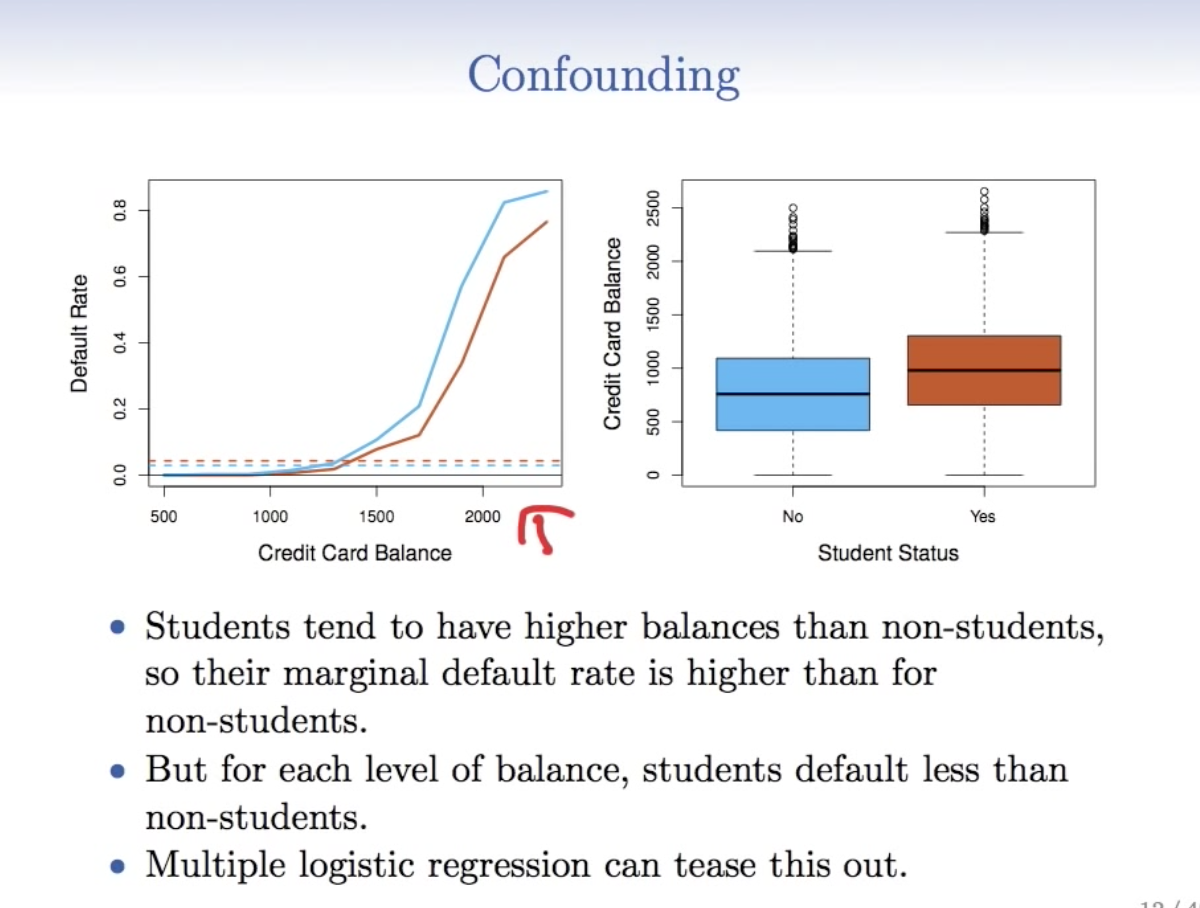 Confounding
Default Rate
0.8
0.6
0.4
0.2
0.0
500 1000 1500 2000
Credit Card Balance
Credit Card Balance
2500
2000
1500
1000
500
0
No Yes
Student Status
• Students tend to have higher balances than non-students,
so their marginal default rate is higher than for
non-students.
• But for each level of balance, students default less than
non-students.
• Multiple logistic regression can tease this out.